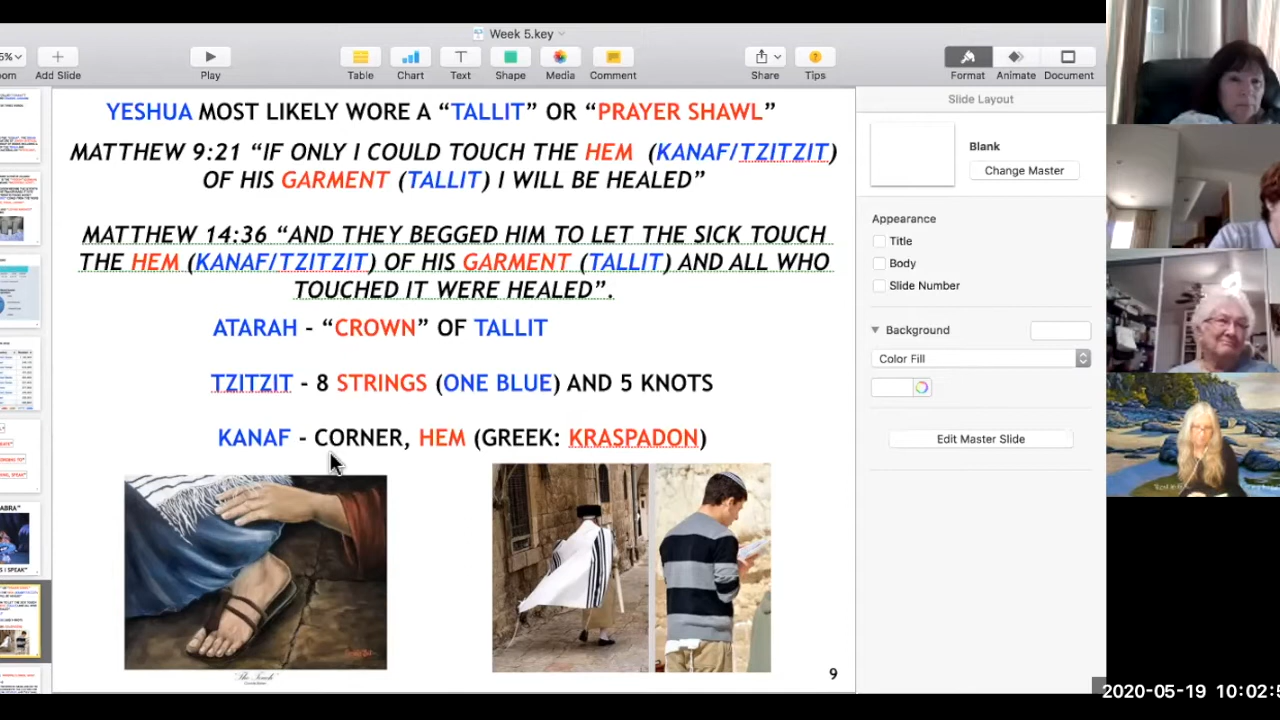 Week 5.key
5%
oom
Add Slide
Play
Table
Chart
Text
Shape
Media
Comment
Share
Tips
Format
Animate
Document
YESHUA MOST LIKELY WORE A “TALLIT” OR “PRAYER SHAWL”
MATTHEW 9:21 “IF ONLY I COULD TOUCH THE HEM (KANAF/TZITZIT)
OF HIS GARMENT (TALLIT) I WILL BE HEALED”
MATTHEW 14:36 “AND THEY BEGGED HIM TO LET THE SICK TOUCH
THE HEM (KANAF/TZITZIT) OF HIS GARMENT (TALLIT) AND ALL WHO
TOUCHED IT WERE HEALED”.
ATARAH - “CROWN” OF TALLIT
TZITZIT - 8 STRINGS (ONE BLUE) AND 5 KNOTS
KANAF - CORNER, HEM (GREEK: KRASPADON)
"The Touch"
9
Slide Layout
Blank
Change Master
Appearance
Title
Body
Slide Number
Background
Color Fill
Edit Master Slide
2020-05-19 10:02:5